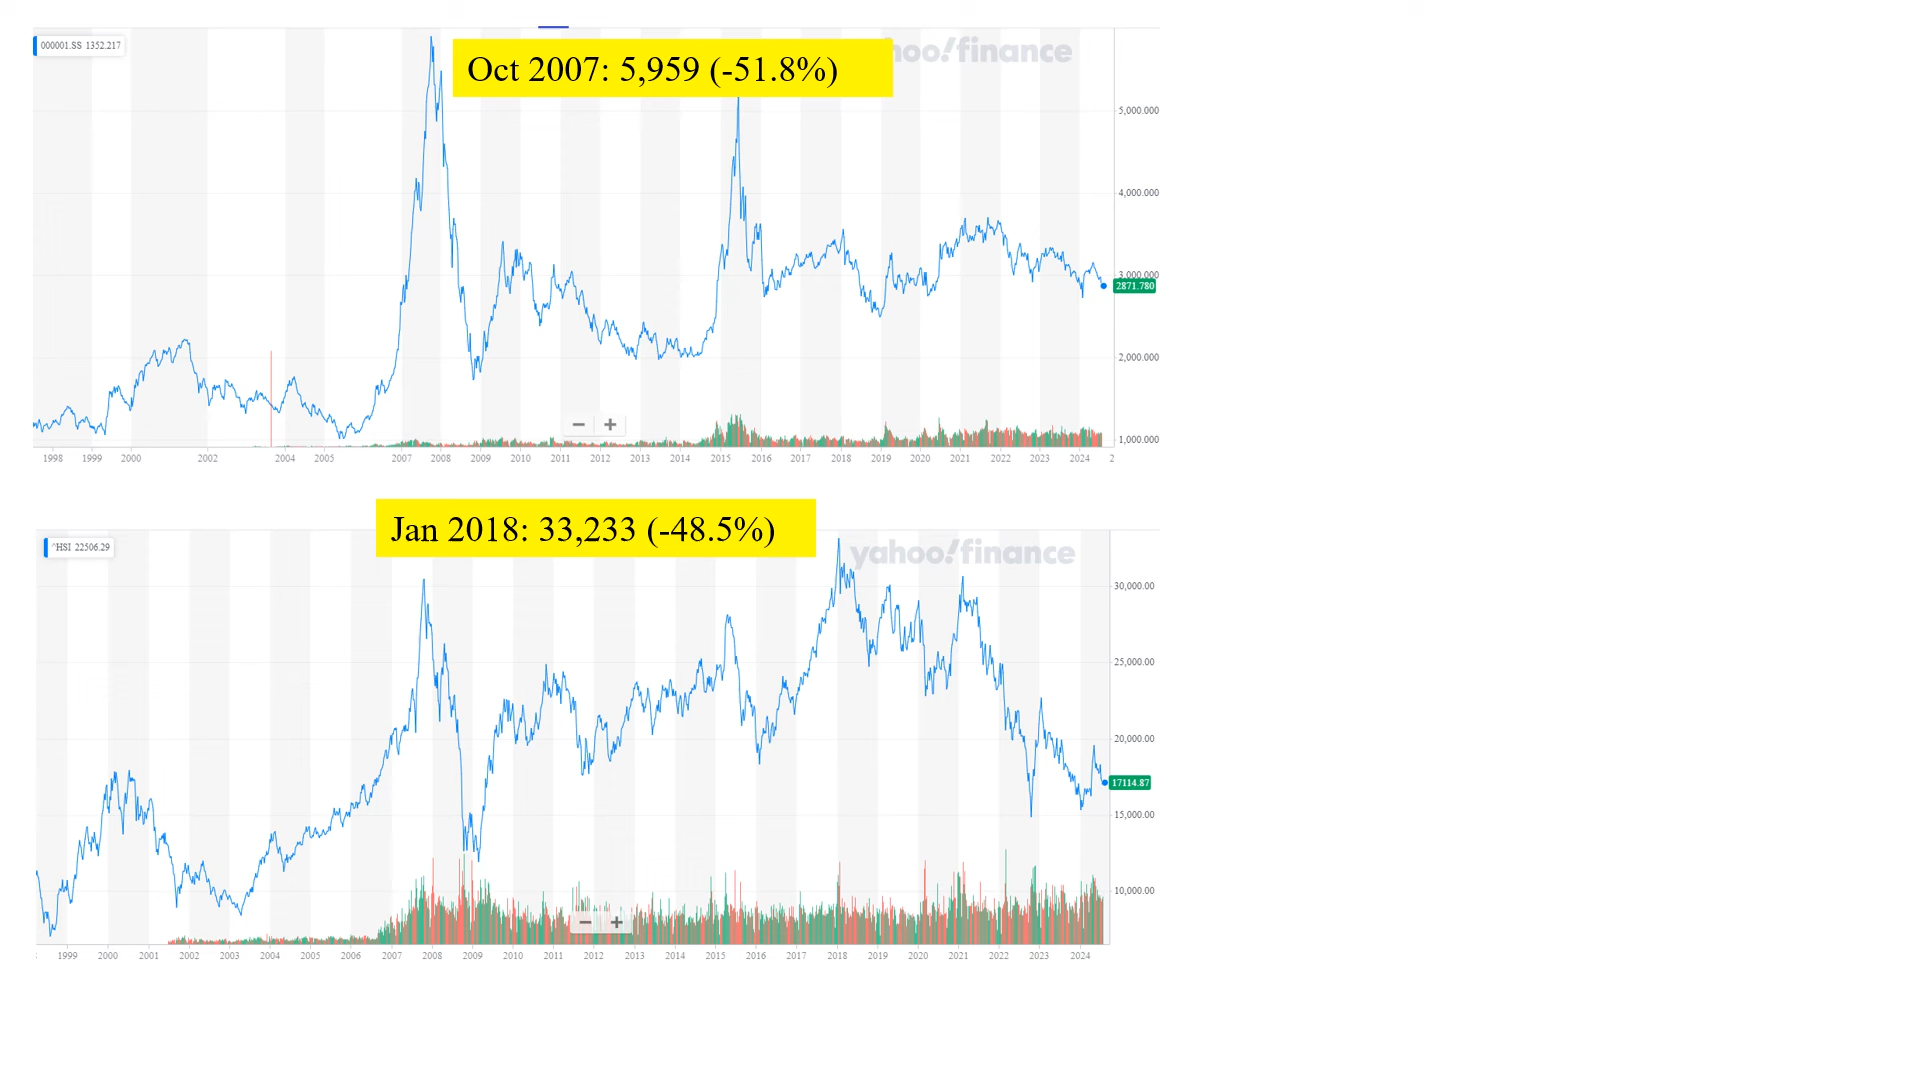 000001.SS 1352.217
hoo!finance
Oct 2007: 5,959 (-51.8%)
5,000.000
4,000.000
3,000.000
2871.780
2,000.000
1,000.000
− +
1998 1999 2000 2002 2004 2005 2007 2008 2009 2010 2011 2012 2013 2014 2015 2016 2017 2018 2019 2020 2021 2022 2023 2024 2
Jan 2018: 33,233 (-48.5%)
^HSI 22506.29
yahoo!finance
30,000.00
25,000.00
20,000.00
17114.87
15,000.00
10,000.00
− +
1999 2000 2001 2002 2003 2004 2005 2006 2007 2008 2009 2010 2011 2012 2013 2014 2015 2016 2017 2018 2019 2020 2021 2022 2023 2024